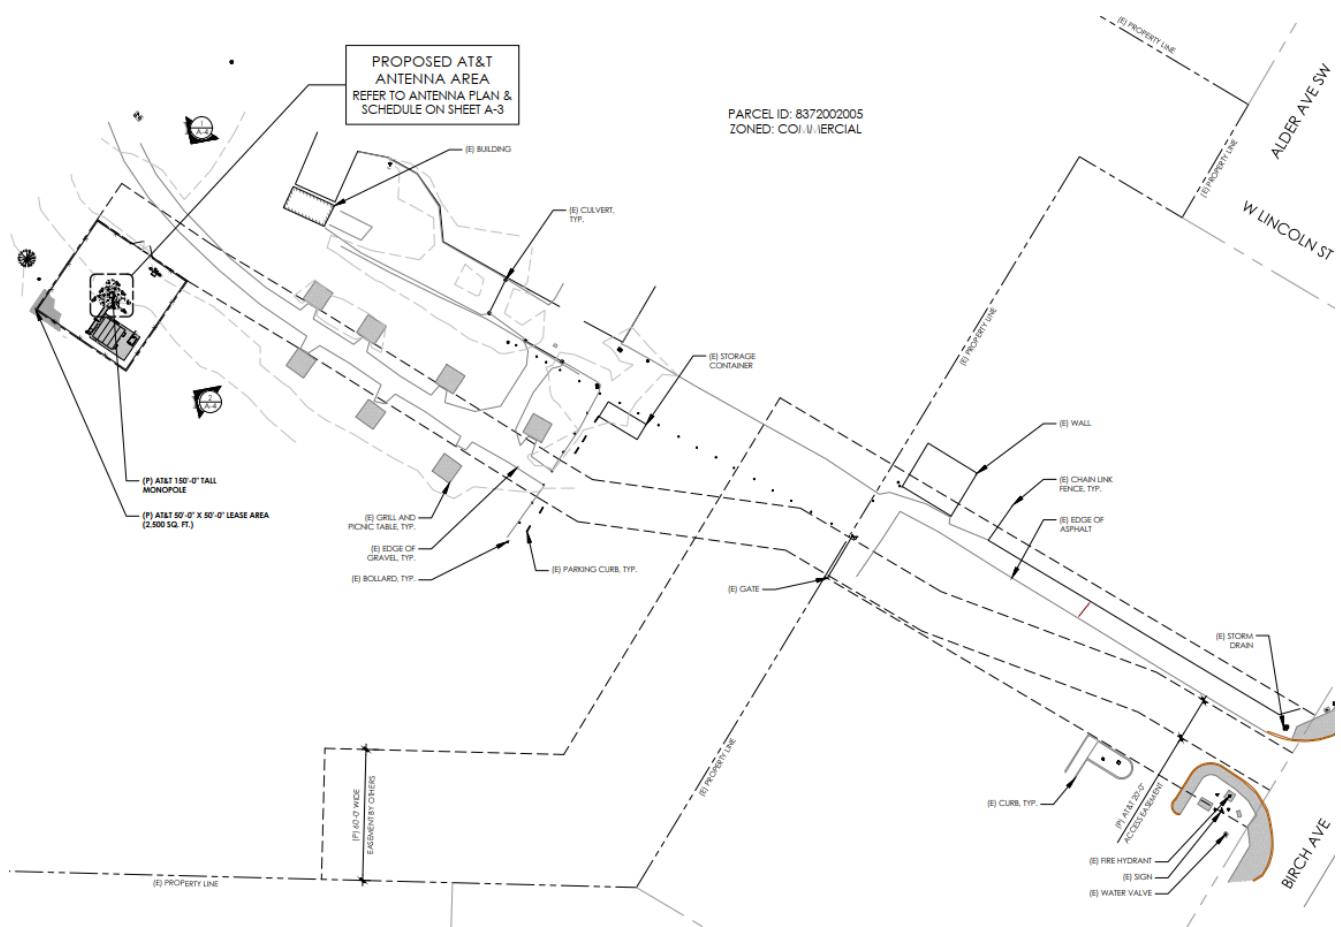 PROPOSED AT&T
ANTENNA AREA
REFER TO ANTENNA PLAN &
SCHEDULE ON SHEET A-3
1
A-4
(E) BUILDING
PARCEL ID: 8372002005
ZONED: COMMERCIAL
(E) PROPERTY LINE
ALDER AVE SW
(E) PROPERTY LINE
W LINCOLN ST
(E) CULVERT,
TYP.
(E) PROPERTY LINE
(E) STORAGE
CONTAINER
2
A-4
(E) WALL
(E) CHAIN LINK
FENCE, TYP.
(E) EDGE OF
ASPHALT
(P) AT&T 150'-0" TALL
MONOPOLE
(P) AT&T 50'-0" X 50'-0" LEASE AREA
(2,500 SQ. FT.)
(E) GRILL AND
PICNIC TABLE, TYP.
(E) EDGE OF
GRAVEL, TYP.
(E) BOLLARD, TYP.
(E) PARKING CURB, TYP.
(E) GATE
(E) STORM
DRAIN
(E) PROPERTY LINE
(P) 60'-0" WIDE
EASEMENT BY OTHERS
(E) CURB, TYP.
(P) AT&T 20'-0"
ACCESS EASEMENT
(E) FIRE HYDRANT
(E) SIGN
(E) WATER VALVE
BIRCH AVE
(E) PROPERTY LINE